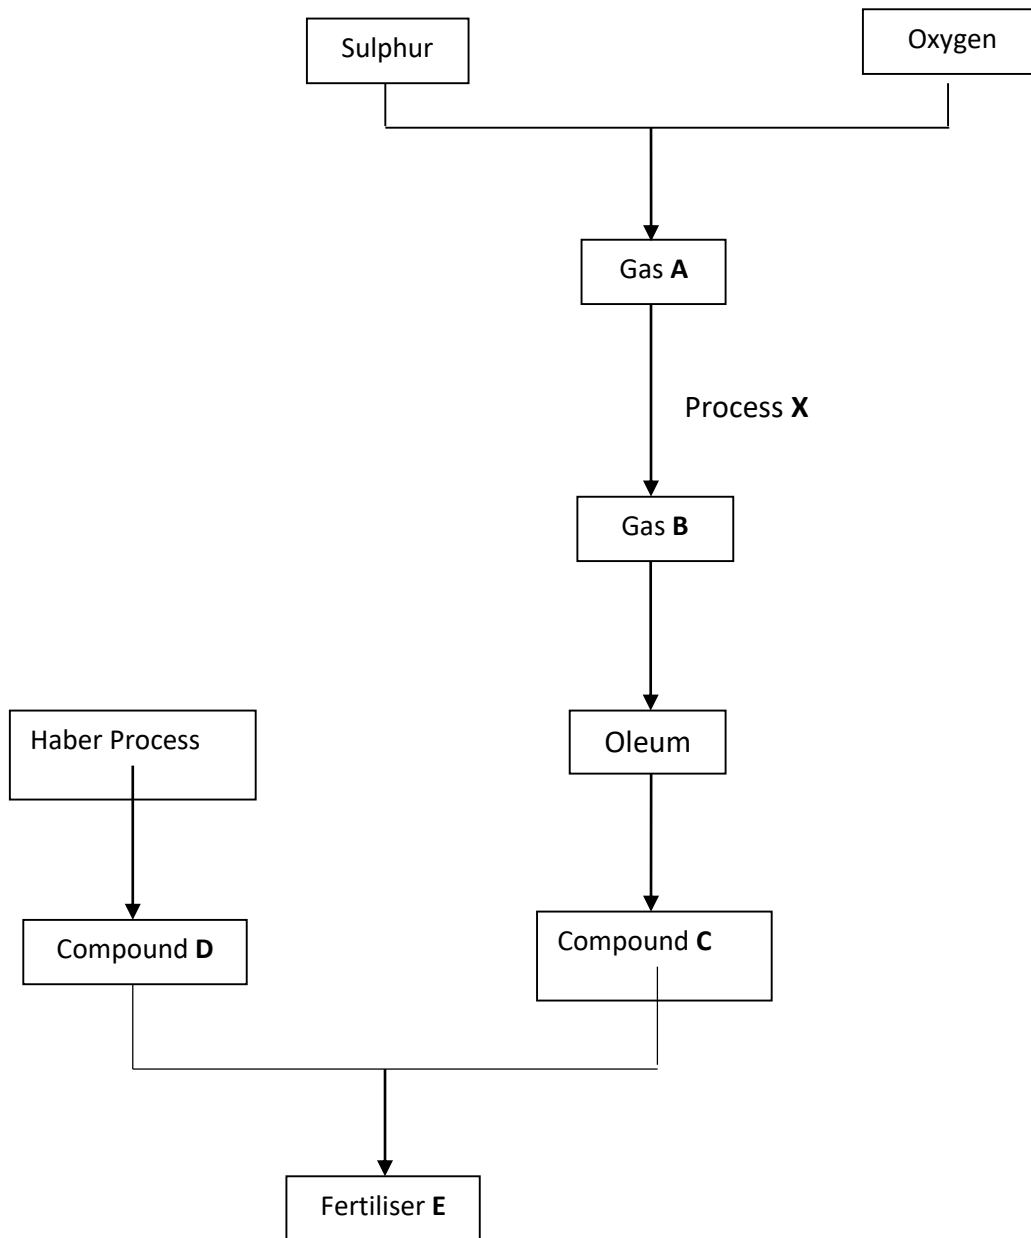 Sulphur
Oxygen
Gas A
Process X
Gas B
Oleum
Haber Process
Compound D
Compound C
Fertiliser E